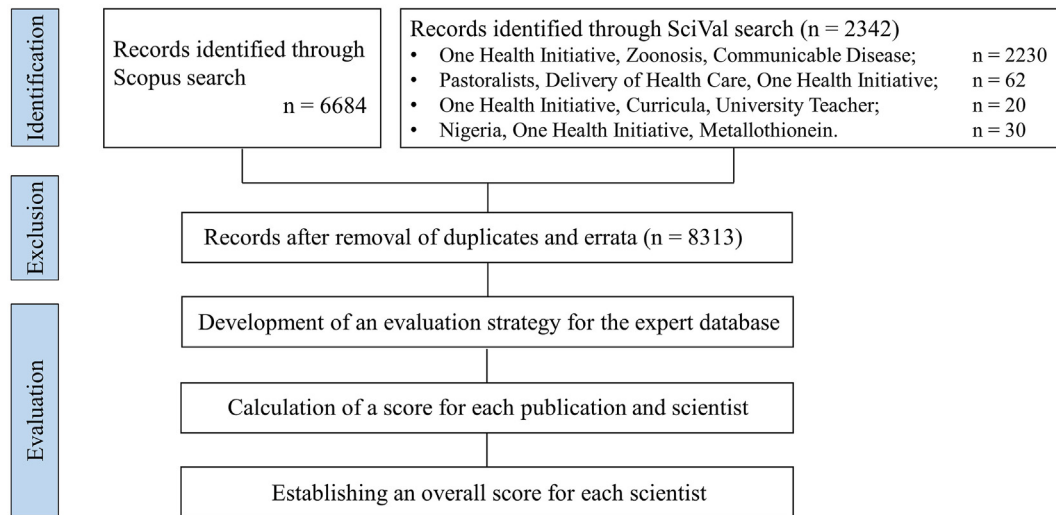 Identification
Records identified through
Scopus search
n = 6684
Records identified through SciVal search (n = 2342)
• One Health Initiative, Zoonosis, Communicable Disease; n = 2230
• Pastoralists, Delivery of Health Care, One Health Initiative; n = 62
• One Health Initiative, Curricula, University Teacher; n = 20
• Nigeria, One Health Initiative, Metallothionein. n = 30
Exclusion
Records after removal of duplicates and errata (n = 8313)
Evaluation
Development of an evaluation strategy for the expert database
Calculation of a score for each publication and scientist
Establishing an overall score for each scientist